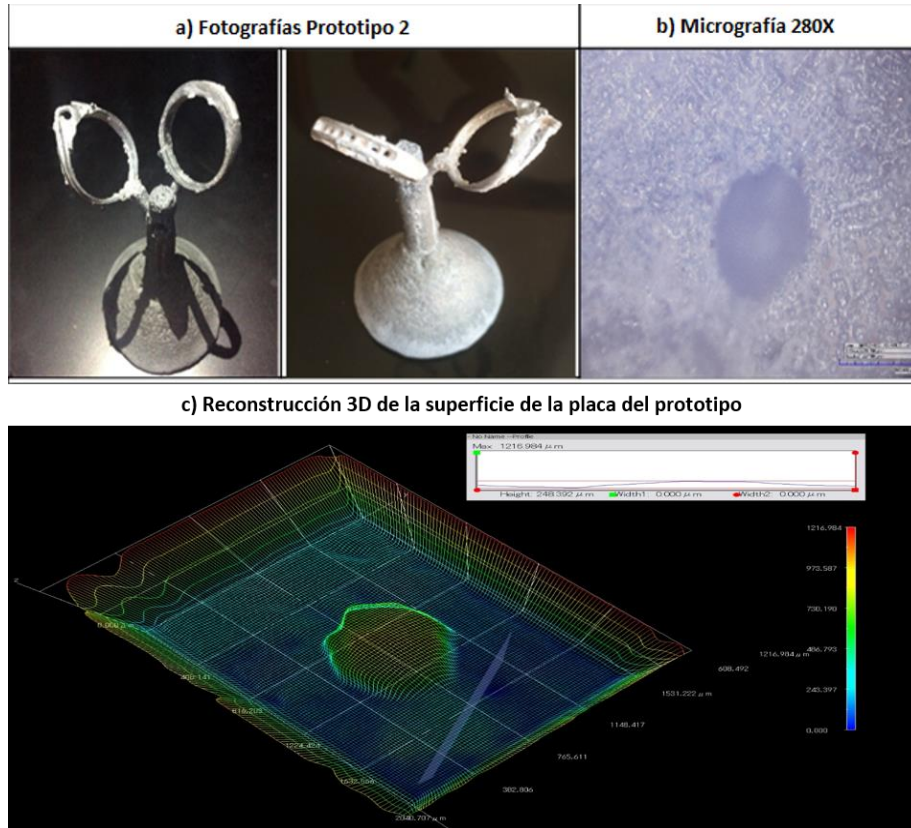 a) Fotografías Prototipo 2
b) Micrografía 280X
c) Reconstrucción 3D de la superficie de la placa del prototipo
No Name --Profile
Max 1216.984 μm
Height 248.392 μm Width1 0.000 μm Width2 0.000 μm
1216.984
973.587
730.190
486.793
243.397
0.000
1216.984 μm
608.492
1531.222 μm
1148.417
765.611
382.806
2040.707 μm